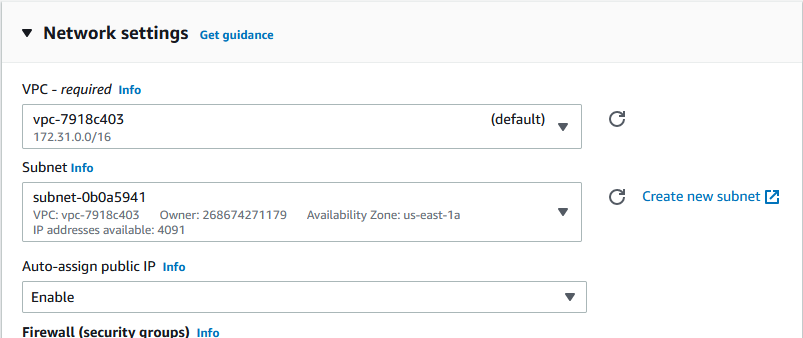 Network settings Get guidance
VPC - required Info
vpc-7918c403 (default)
172.31.0.0/16
Subnet Info
subnet-0b0a5941
VPC: vpc-7918c403 Owner: 268674271179 Availability Zone: us-east-1a
IP addresses available: 4091
Create new subnet
Auto-assign public IP Info
Enable
Firewall (security groups) Info